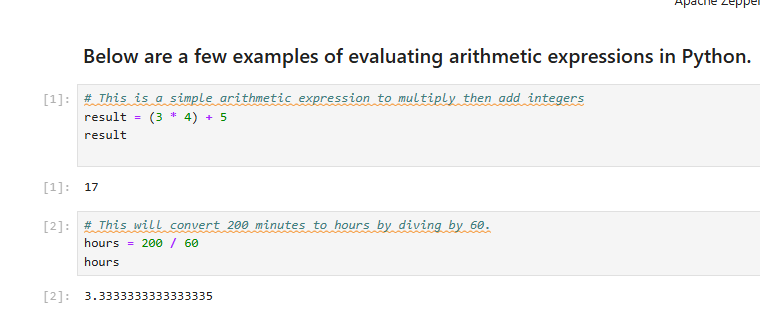 Apache
Below are a few examples of evaluating arithmetic expressions in Python.
[1]: # This is a simple arithmetic expression to multiply then add integers
result = (3 * 4) + 5
result
[1]: 17
[2]: # This will convert 200 minutes to hours by diving by 60.
hours = 200 / 60
hours
[2]: 3.3333333333333335